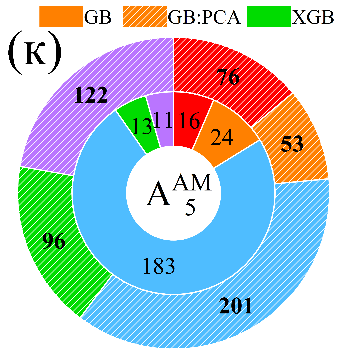 GB GB:PCA XGB
(к)
122 76
13 11 16 24 53
A AM 5
96 183 201